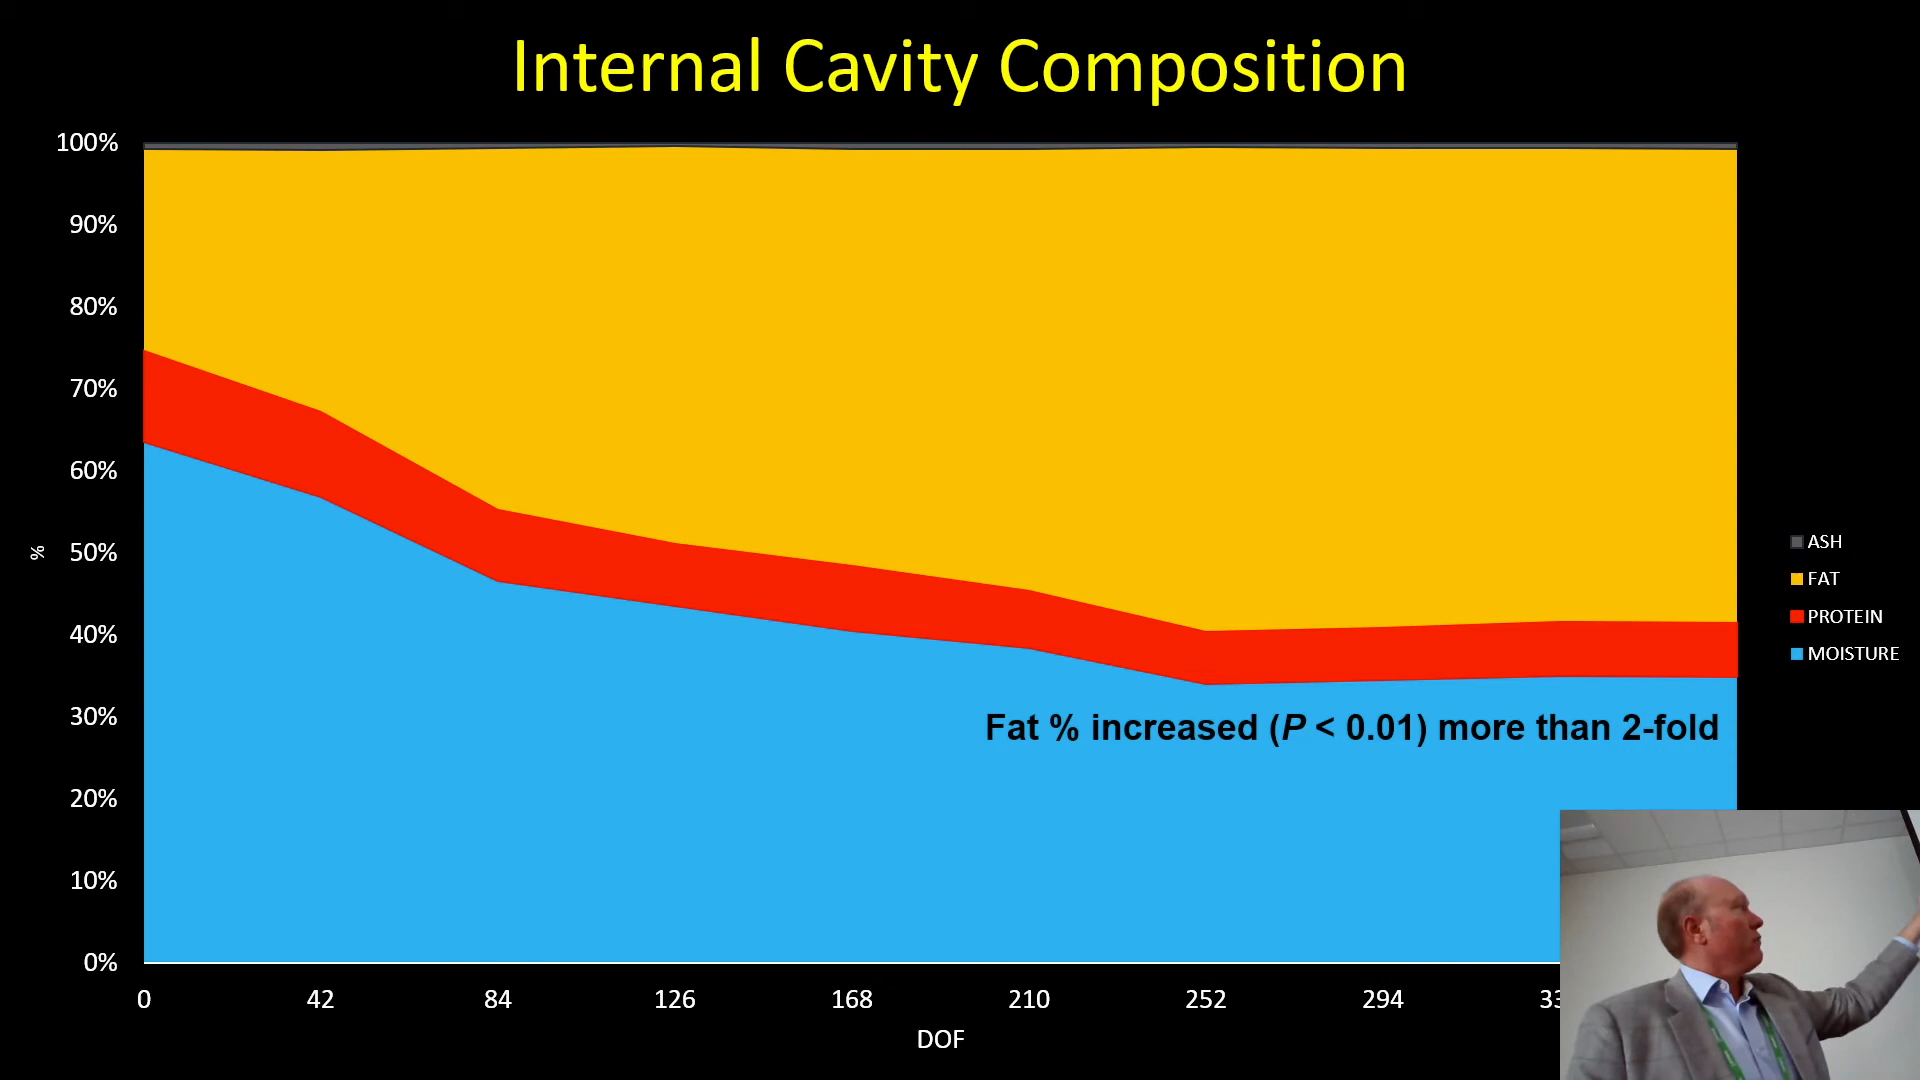 Internal Cavity Composition
100%
90%
80%
70%
60%
50%
40%
30%
20%
10%
0%
%
0 42 84 126 168 210 252 294
DOF
ASH
FAT
PROTEIN
MOISTURE
Fat % increased (P < 0.01) more than 2-fold